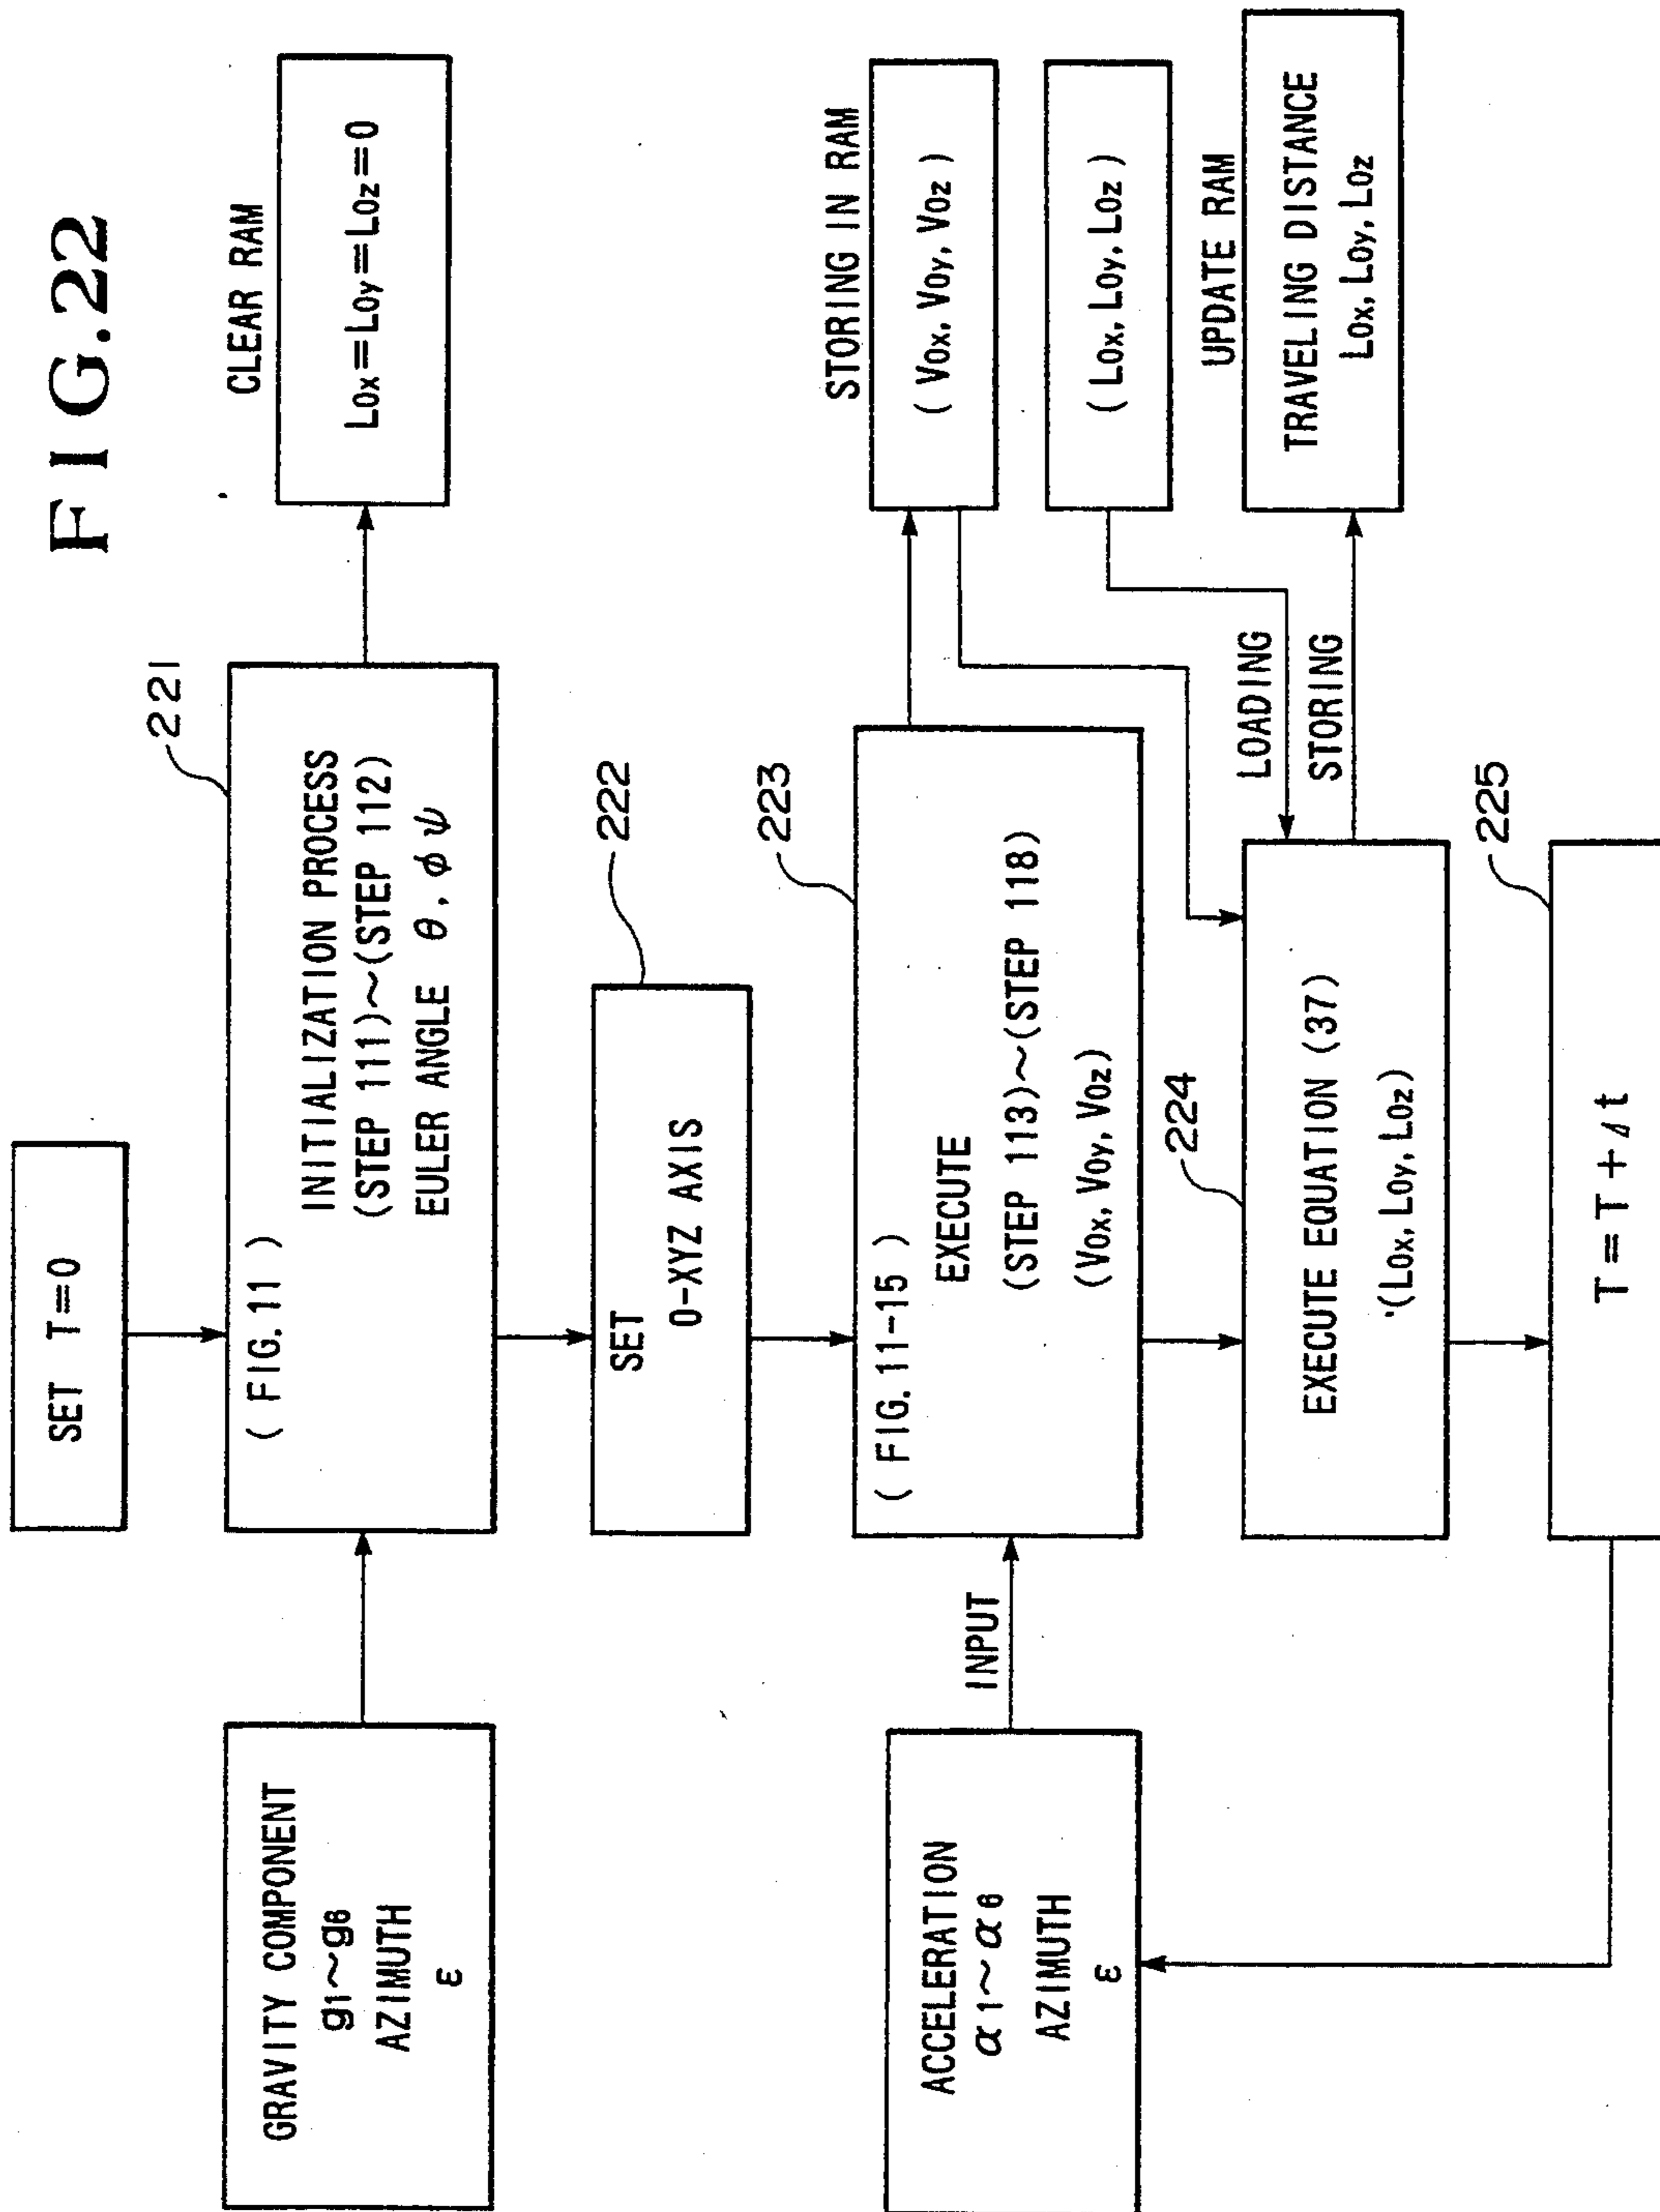 FIG.22
SET T=0
GRAVITY COMPONENT
g1~g6
AZIMUTH
ε
221
(FIG.11)
INITIALIZATION PROCESS
(STEP 111)~(STEP 112)
EULER ANGLE θ, φ ψ
CLEAR RAM
L0x=L0y=L0z=0
222
SET
0-XYZ AXIS
ACCELERATION
α1~α6
AZIMUTH
ε
INPUT
223
(FIG.11-15)
EXECUTE
(STEP 113)~(STEP 118)
(V0x, V0y, V0z)
STORING IN RAM
(V0x, V0y, V0z)
(L0x, L0y, L0z)
224
EXECUTE EQUATION (37)
(L0x, L0y, L0z)
LOADING
STORING
UPDATE RAM
TRAVELING DISTANCE
L0x, L0y, L0z
225
T=T+Δt